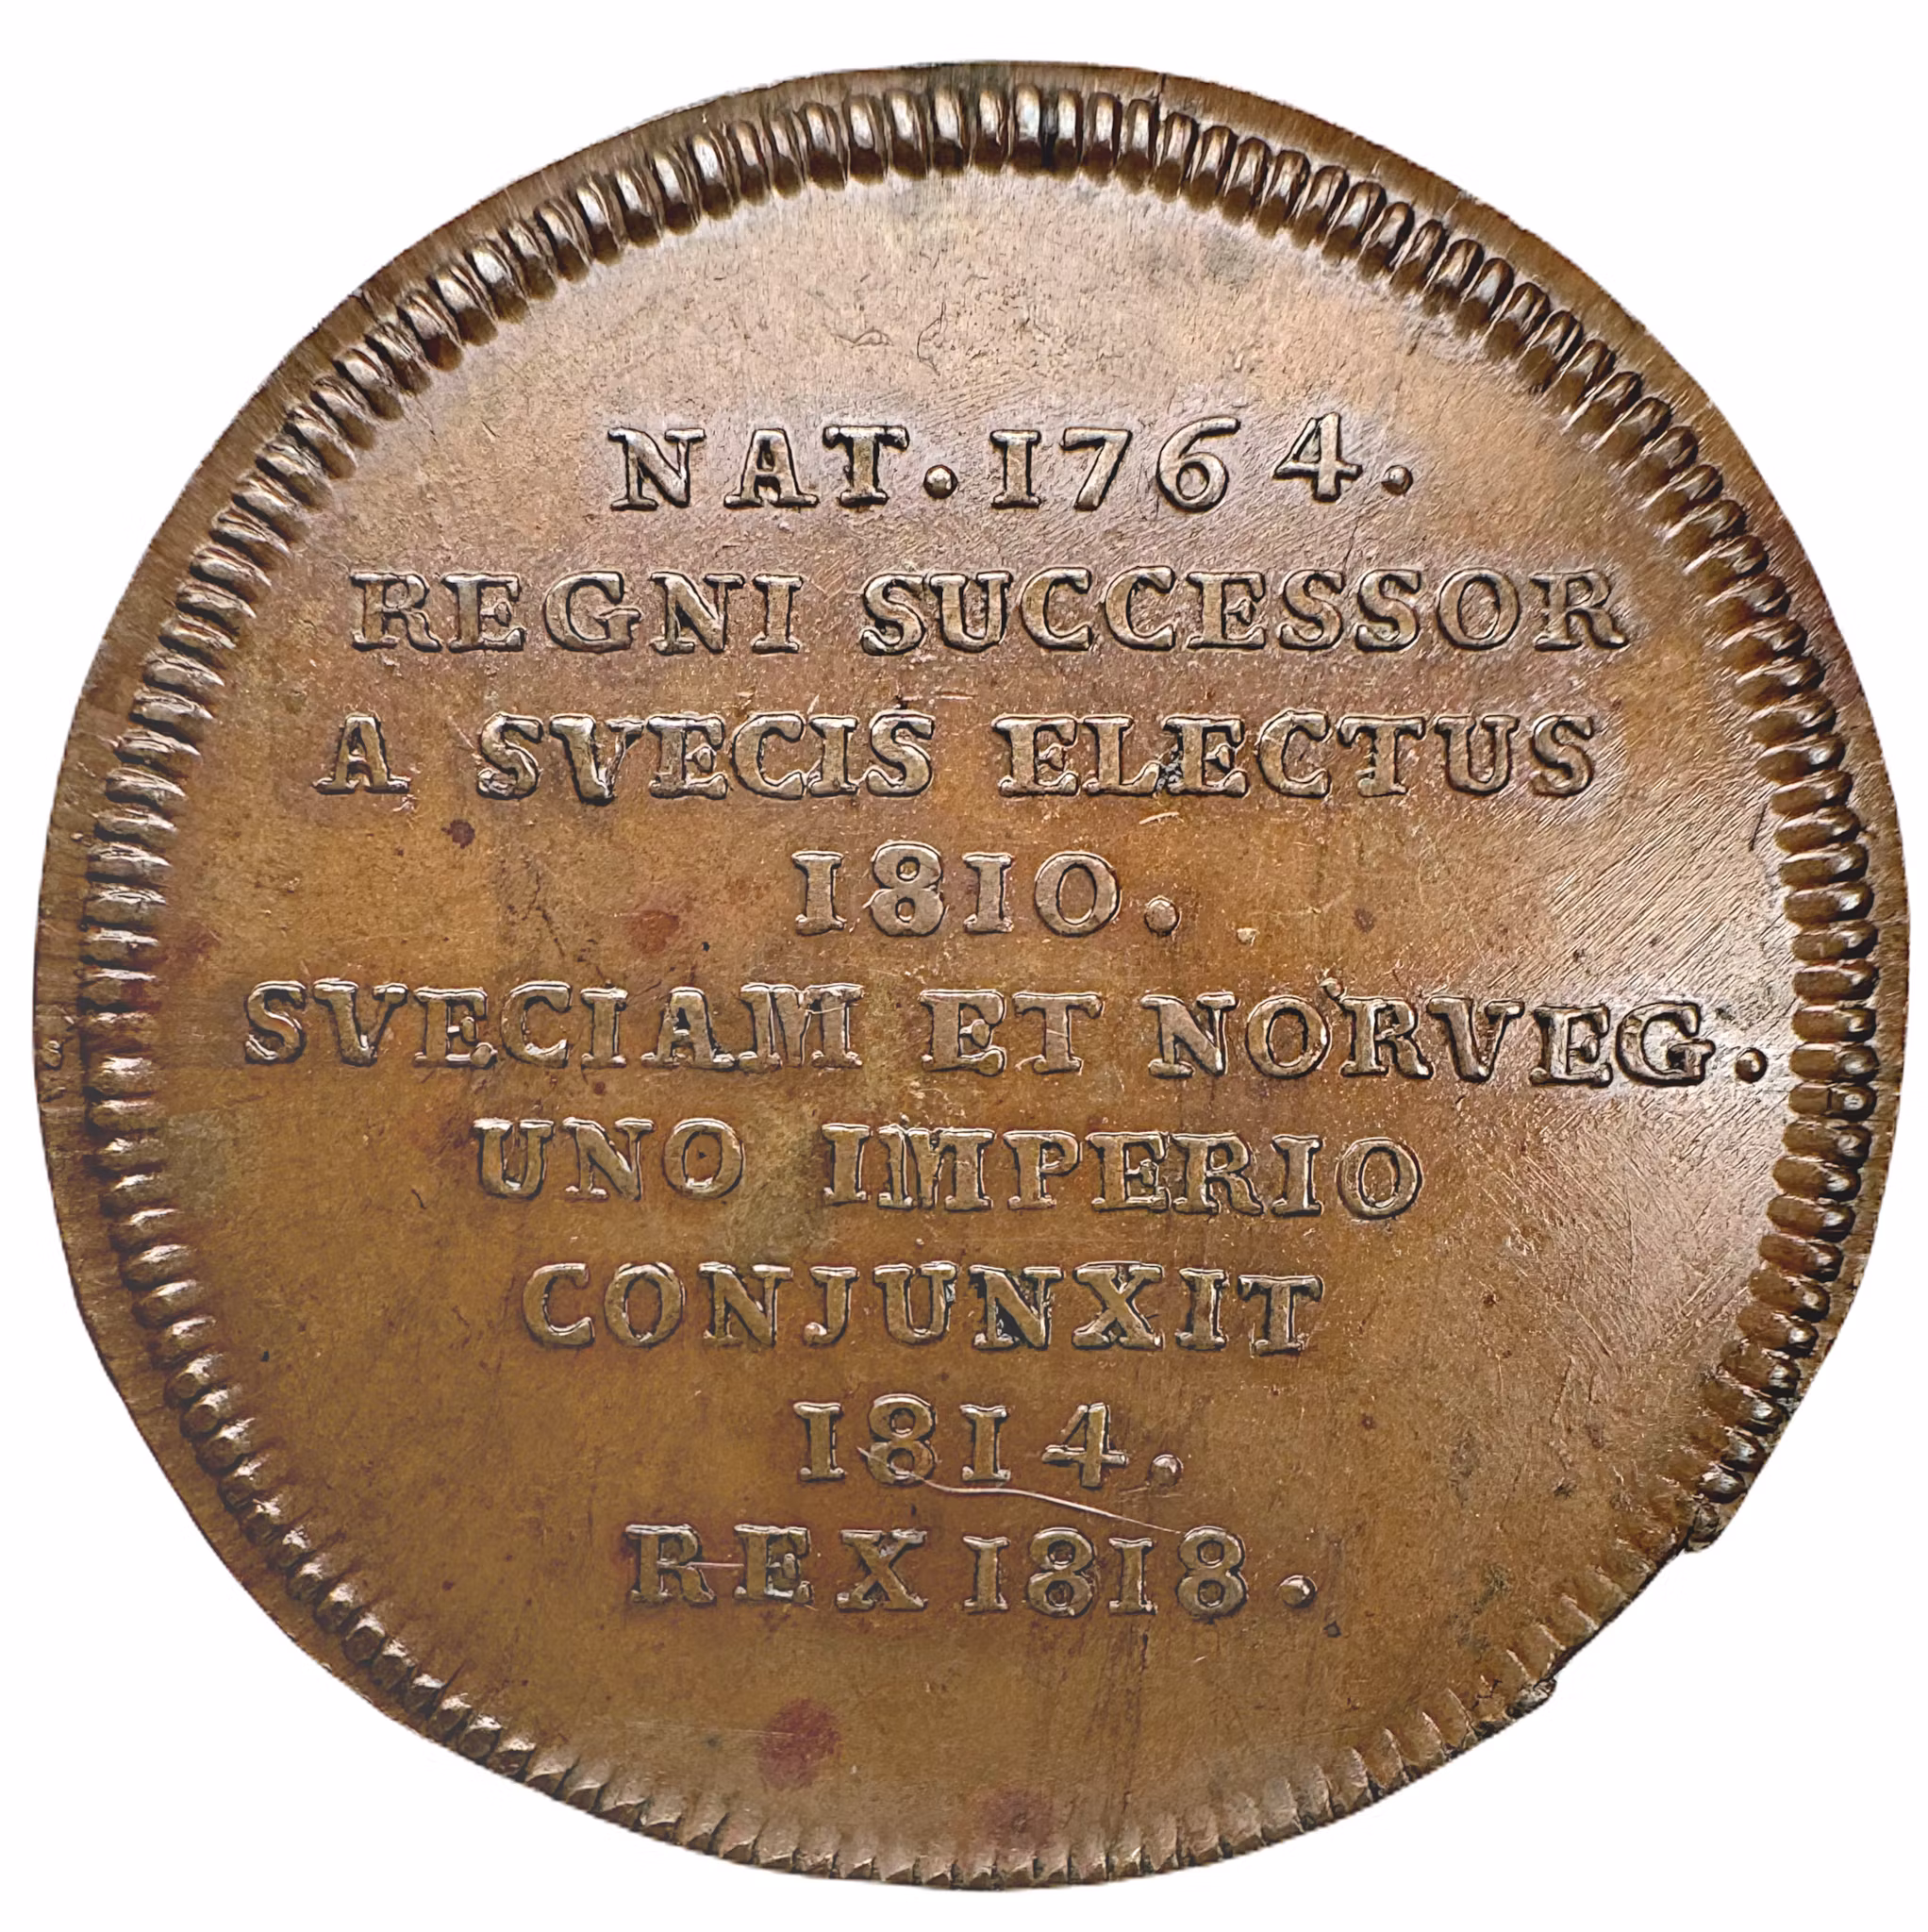 NAT. 1764.
REGNI SUCCESSOR
A SVECIS ELECTUS
1810.
SVECIAM ET NORVEG.
UNO IMPERIO
CONJUNXIT
1814.
REX 1818.